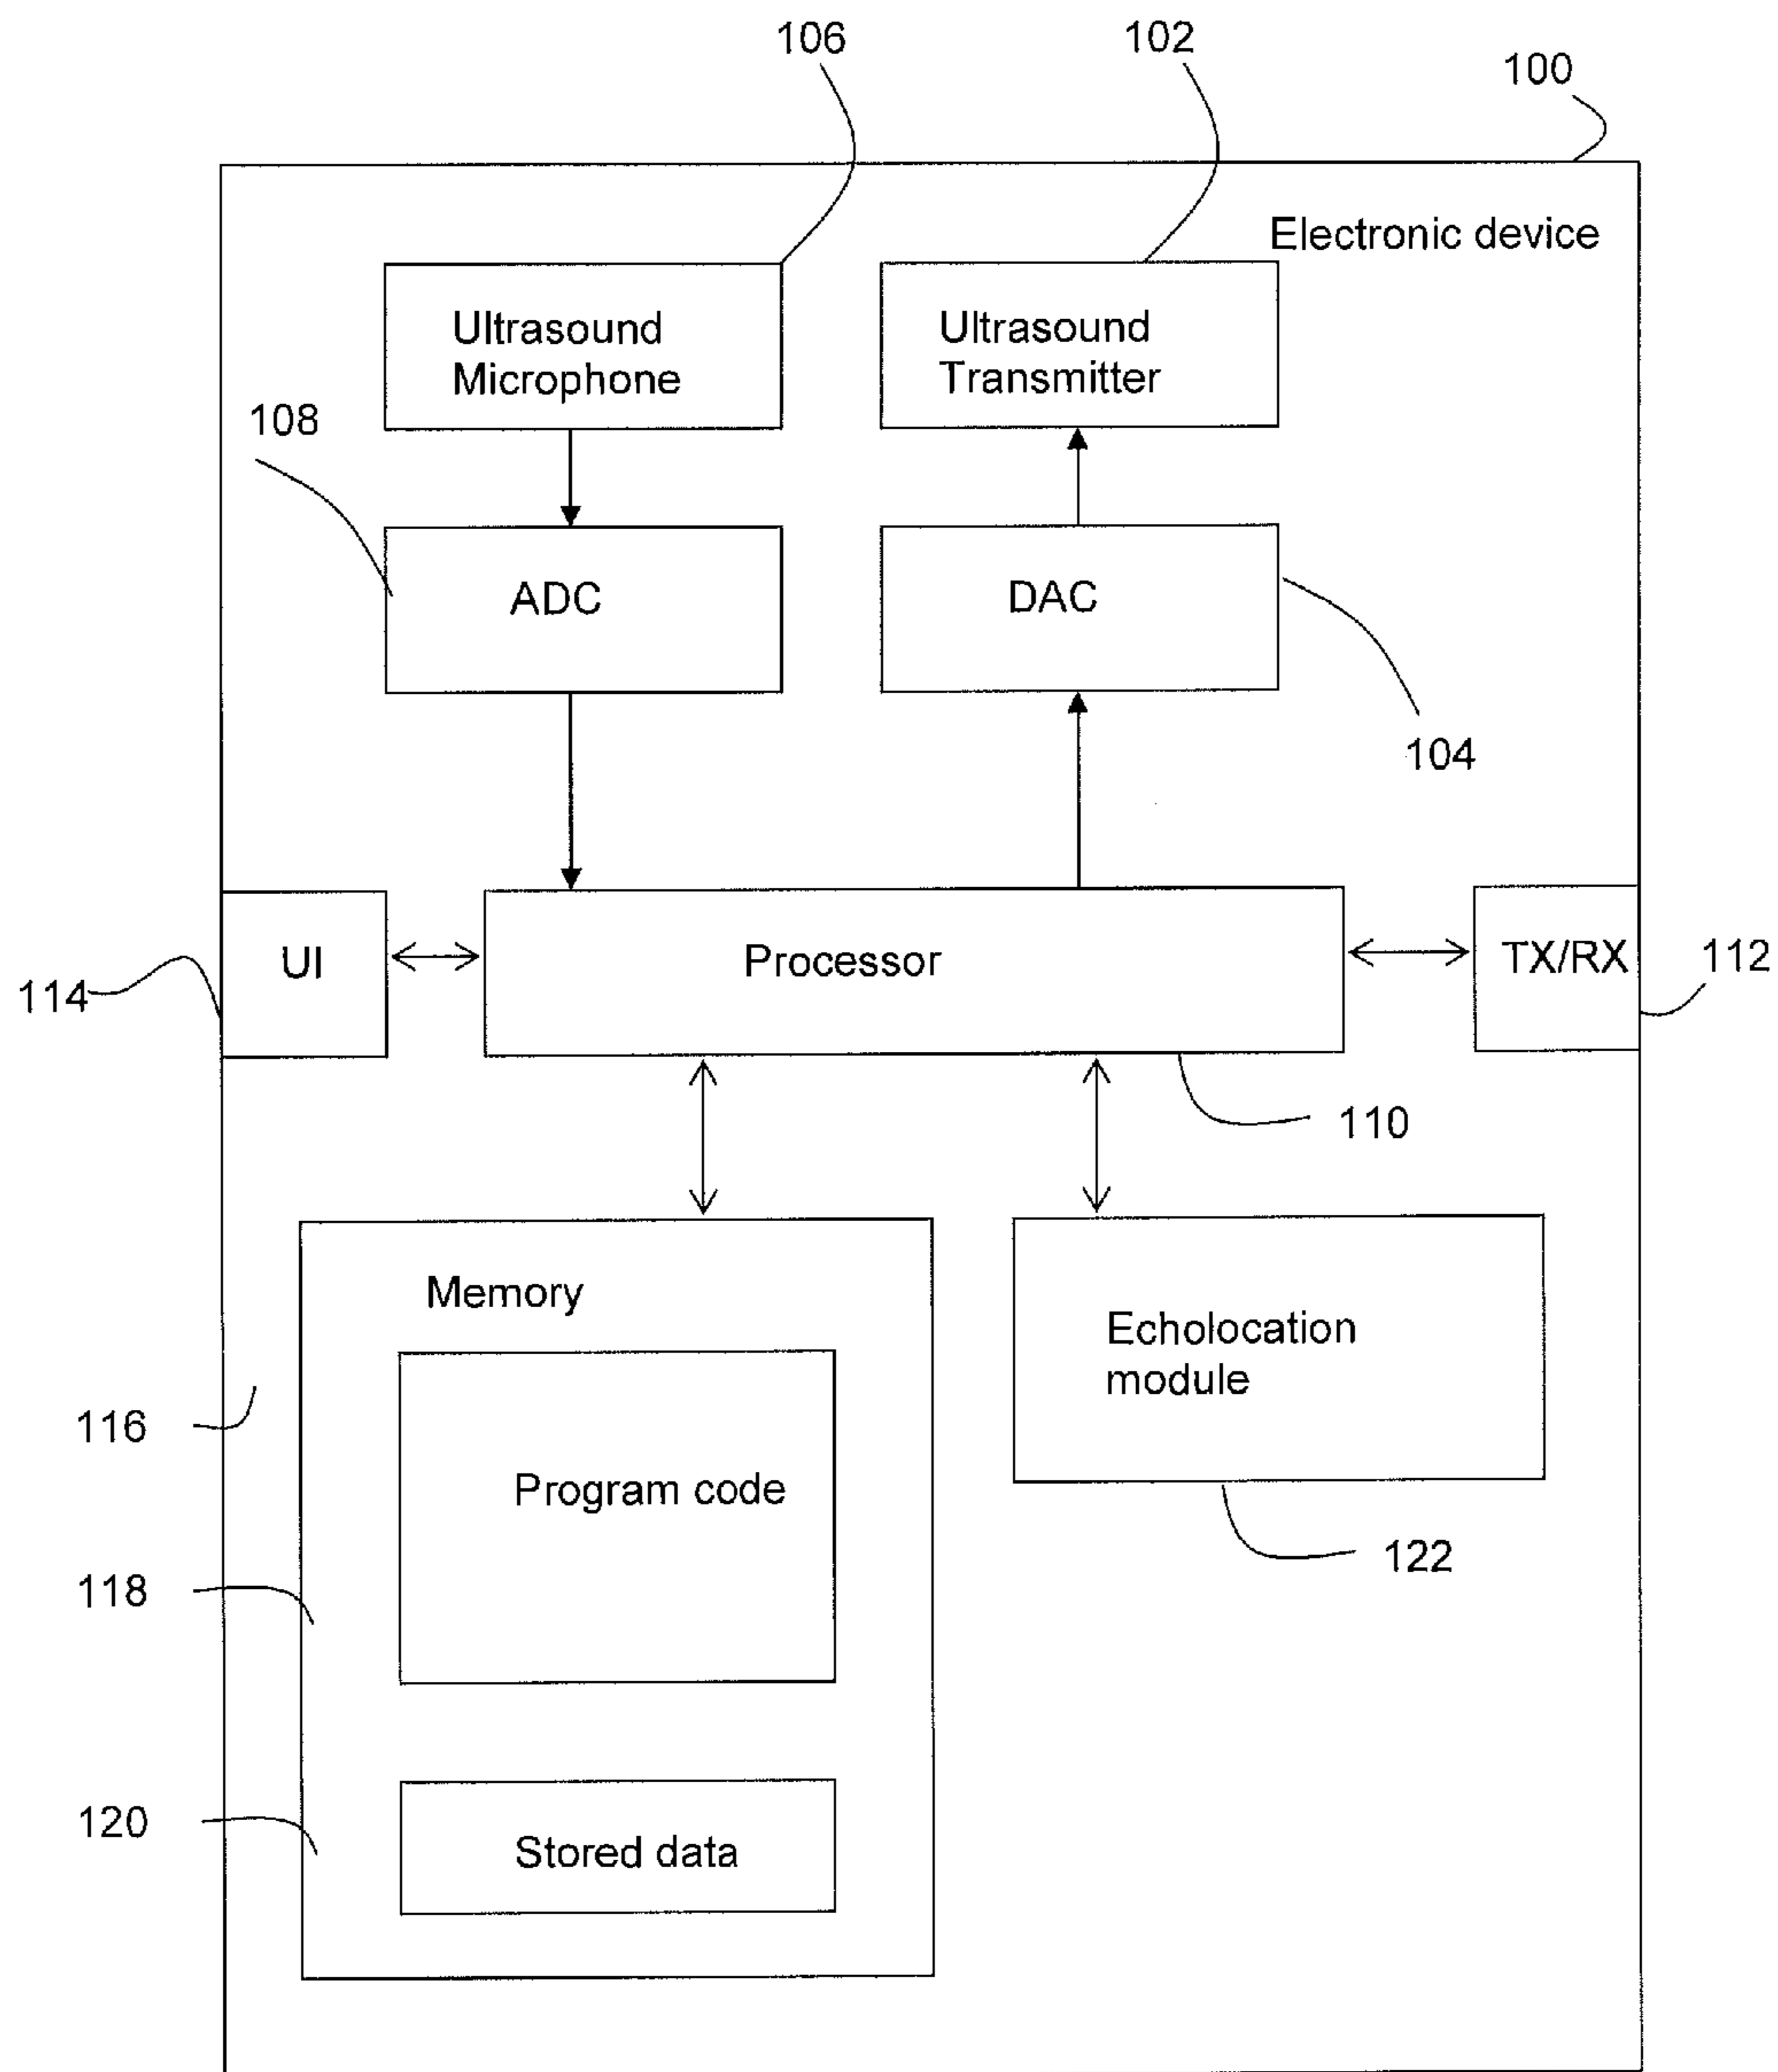 106
102
100
Electronic device
Ultrasound
Microphone
Ultrasound
Transmitter
108
ADC
DAC
104
UI
Processor
TX/RX
112
114
110
Memory
Echolocation
module
116
Program code
122
118
120
Stored data